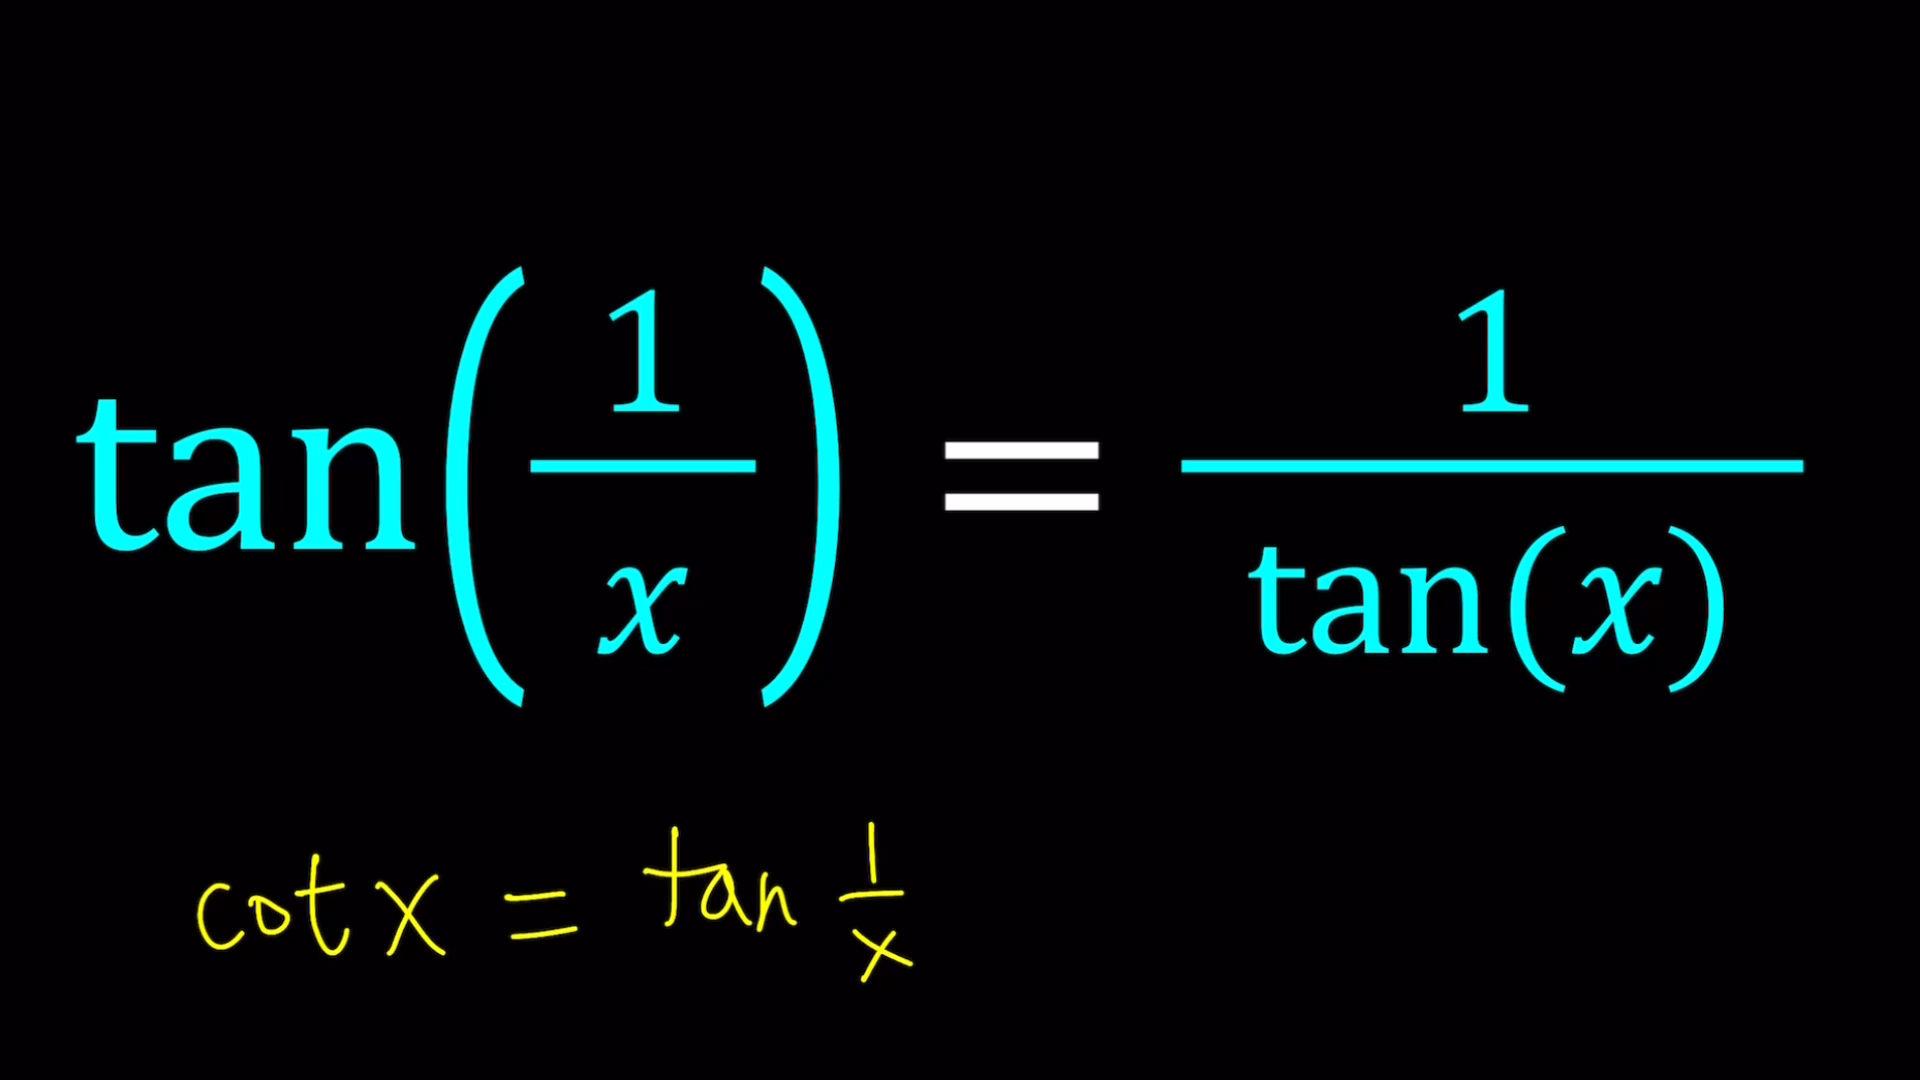 tan(1/x) = 1/tan(x)
cot x = tan 1/x